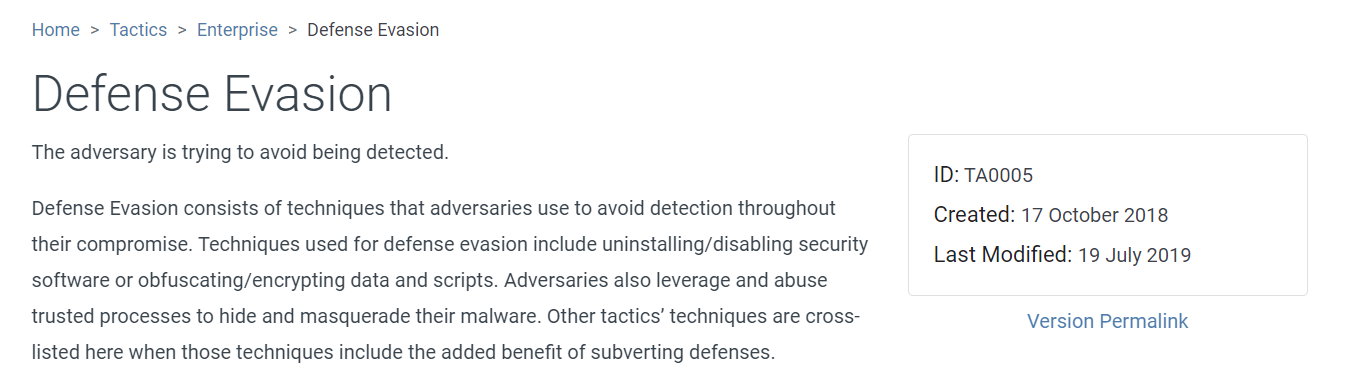 Home > Tactics > Enterprise > Defense Evasion
Defense Evasion
The adversary is trying to avoid being detected.
Defense Evasion consists of techniques that adversaries use to avoid detection throughout
their compromise. Techniques used for defense evasion include uninstalling/disabling security
software or obfuscating/encrypting data and scripts. Adversaries also leverage and abuse
trusted processes to hide and masquerade their malware. Other tactics’ techniques are cross-
listed here when those techniques include the added benefit of subverting defenses.
ID: TA0005
Created: 17 October 2018
Last Modified: 19 July 2019
Version Permalink